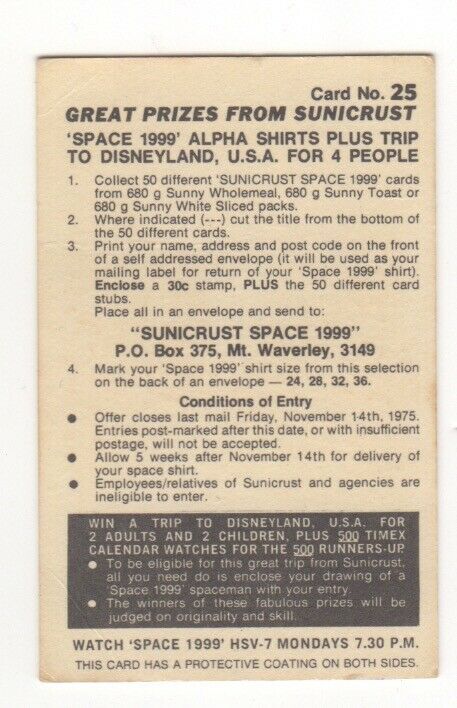 Card No. 25
GREAT PRIZES FROM SUNICRUST
'SPACE 1999' ALPHA SHIRTS PLUS TRIP
TO DISNEYLAND, U.S.A. FOR 4 PEOPLE
1. Collect 50 different 'SUNICRUST SPACE 1999' cards
from 680 g Sunny Wholemeal, 680 g Sunny Toast or
680 g Sunny White Sliced packs.
2. Where indicated (---) cut the title from the bottom of
the 50 different cards.
3. Print your name, address and post code on the front
of a self addressed envelope (it will be used as your
mailing label for return of your 'Space 1999' shirt).
Enclose a 30c stamp, PLUS the 50 different card
stubs.
Place all in an envelope and send to:
"SUNICRUST SPACE 1999"
P.O. Box 375, Mt. Waverley, 3149
4. Mark your 'Space 1999' shirt size from this selection
on the back of an envelope — 24, 28, 32, 36.
Conditions of Entry
● Offer closes last mail Friday, November 14th, 1975.
Entries post-marked after this date, or with insufficient
postage, will not be accepted.
● Allow 5 weeks after November 14th for delivery of
your space shirt.
● Employees/relatives of Sunicrust and agencies are
ineligible to enter.
WIN A TRIP TO DISNEYLAND, U.S.A. FOR
2 ADULTS AND 2 CHILDREN, PLUS 500 TIMEX
CALENDAR WATCHES FOR THE 500 RUNNERS-UP
● To be eligible for this great trip from Sunicrust,
all you need do is enclose your drawing of a
'Space 1999' spaceman with your entry.
● The winners of these fabulous prizes will be
judged on originality and skill.
WATCH 'SPACE 1999' HSV-7 MONDAYS 7.30 P.M.
THIS CARD HAS A PROTECTIVE COATING ON BOTH SIDES.